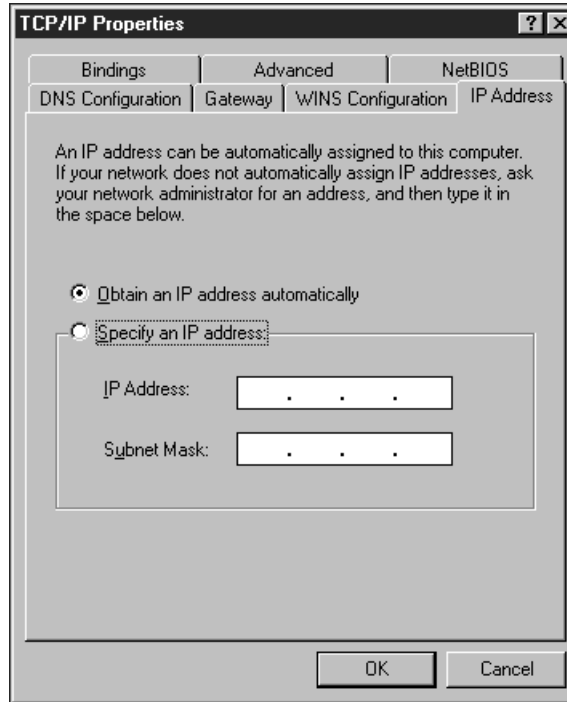 TCP/IP Properties
Bindings Advanced NetBIOS
DNS Configuration Gateway WINS Configuration IP Address
An IP address can be automatically assigned to this computer.
If your network does not automatically assign IP addresses, ask
your network administrator for an address, and then type it in
the space below.
Obtain an IP address automatically
Specify an IP address:
IP Address: . . .
Subnet Mask: . . .
OK Cancel